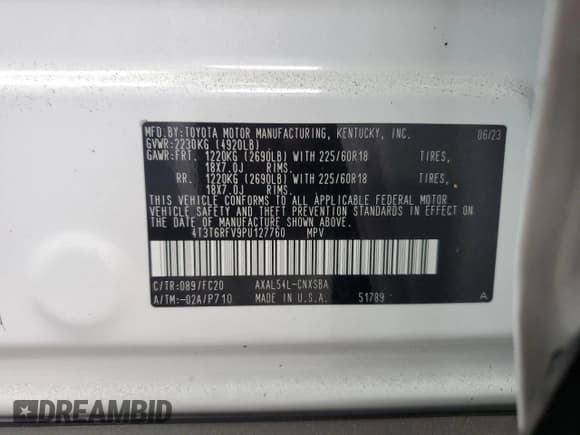 MFD.BY:TOYOTA MOTOR MANUFACTURING, KENTUCKY, INC. 06/23
GVWR:2230KG (4920LB)
GAWR:FRT. 1220KG (2690LB) WITH 225/60R18 TIRES,
18X7.0J RIMS.
RR. 1220KG (2690LB) WITH 225/60R18 TIRES,
18X7.0J RIMS.
THIS VEHICLE CONFORMS TO ALL APPLICABLE FEDERAL MOTOR
VEHICLE SAFETY AND THEFT PREVENTION STANDARDS IN EFFECT ON
THE DATE OF MANUFACTURE SHOWN ABOVE.
4T3T6RFV9PU127760 MPV
C/TR:089/FC20 AXAL54L-CNXSBA
A/TM:-02A/P710 MADE IN U.S.A. 51789 A
DREAMBID